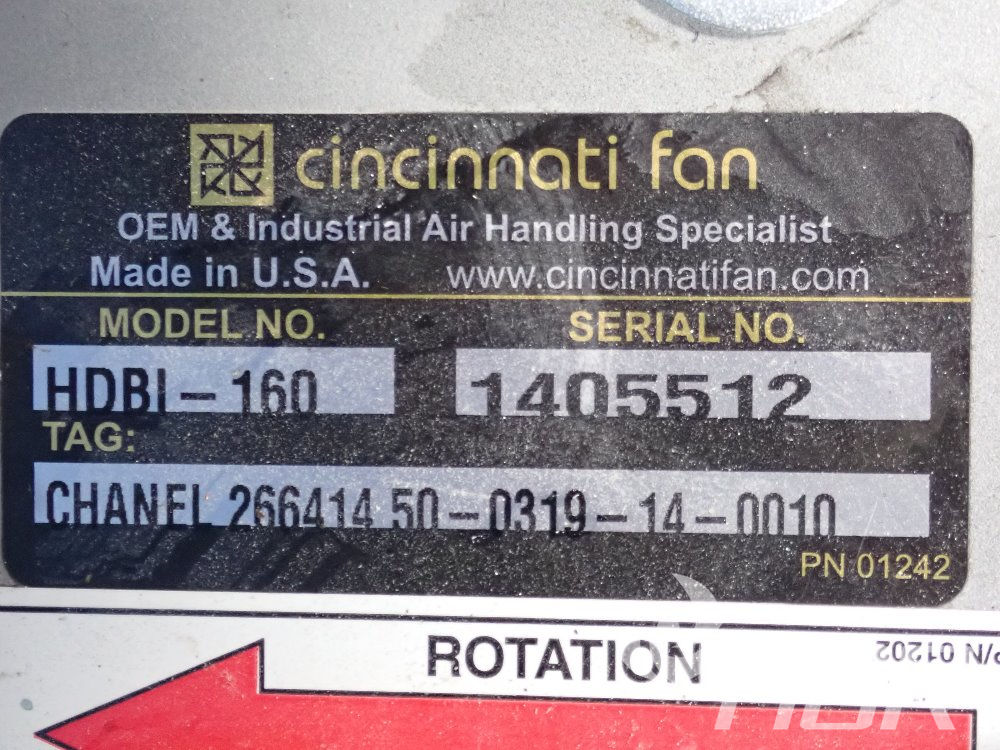 cincinnati fan
OEM & Industrial Air Handling Specialist
Made in U.S.A. www.cincinnatifan.com
MODEL NO. SERIAL NO.
HDBI-160 1405512
TAG:
CHANEL 266414 50-0319-14-0010
PN 01242
ROTATION
P/N 01202